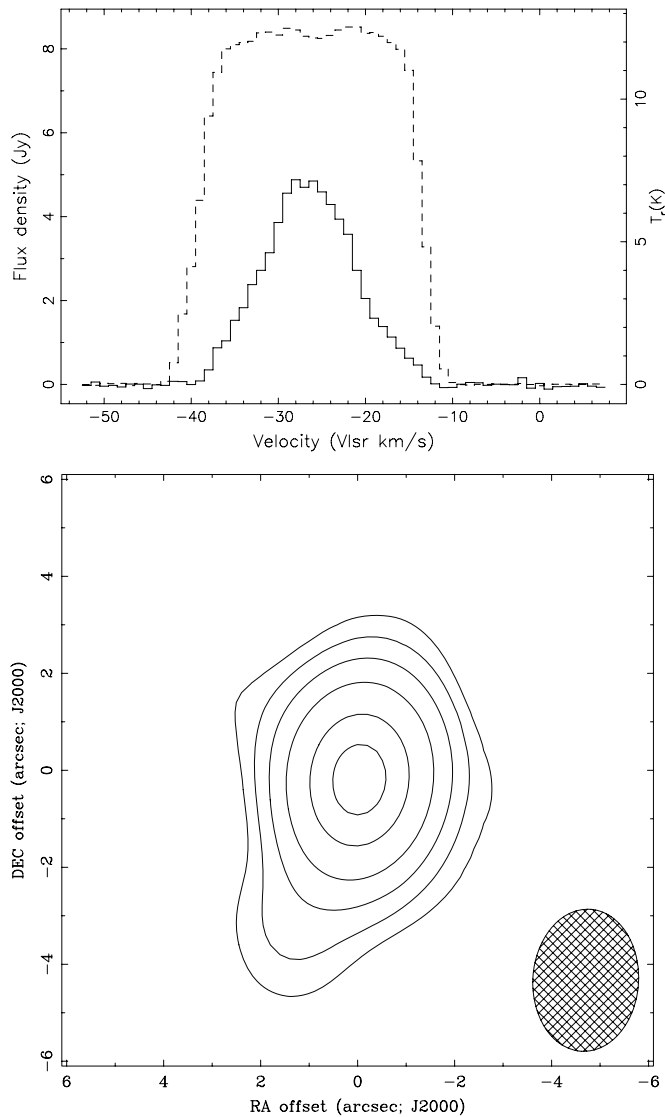 8
6
4
2
0
Flux density (Jy)
10
5
0
T_r(K)
−50 −40 −30 −20 −10 0
Velocity (Vlsr km/s)
6
4
2
0
−2
−4
−6
DEC offset (arcsec; J2000)
6 4 2 0 −2 −4 −6
RA offset (arcsec; J2000)